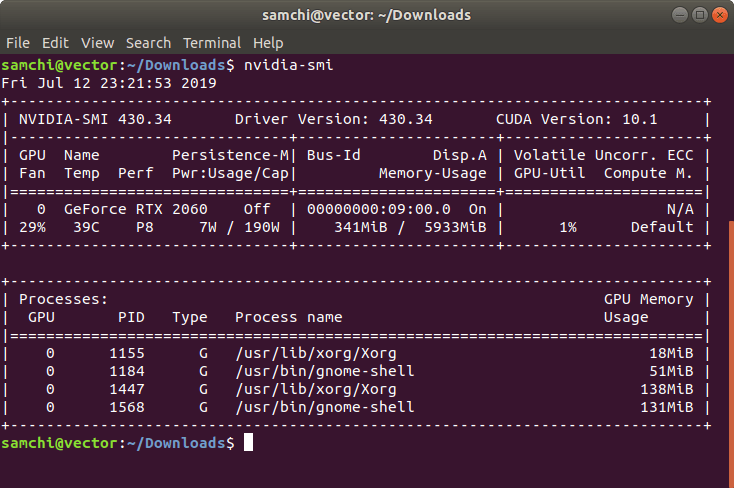 samchi@vector: ~/Downloads
File Edit View Search Terminal Help
samchi@vector:~/Downloads$ nvidia-smi
Fri Jul 12 23:21:53 2019
+-----------------------------------------------------------------------------+
| NVIDIA-SMI 430.34       Driver Version: 430.34       CUDA Version: 10.1     |
|-------------------------------+----------------------+----------------------+
| GPU  Name        Persistence-M| Bus-Id        Disp.A | Volatile Uncorr. ECC |
| Fan  Temp  Perf  Pwr:Usage/Cap|         Memory-Usage | GPU-Util  Compute M. |
|===============================+======================+======================|
|   0  GeForce RTX 2060    Off  | 00000000:09:00.0  On |                  N/A |
| 29%   39C    P8     7W / 190W |    341MiB /  5933MiB |      1%      Default |
+-------------------------------+----------------------+----------------------+
+-----------------------------------------------------------------------------+
| Processes:                                                       GPU Memory |
|  GPU       PID   Type   Process name                             Usage      |
|=============================================================================|
|    0      1155      G   /usr/lib/xorg/Xorg                            18MiB |
|    0      1184      G   /usr/bin/gnome-shell                          51MiB |
|    0      1447      G   /usr/lib/xorg/Xorg                           138MiB |
|    0      1568      G   /usr/bin/gnome-shell                         131MiB |
+-----------------------------------------------------------------------------+
samchi@vector:~/Downloads$